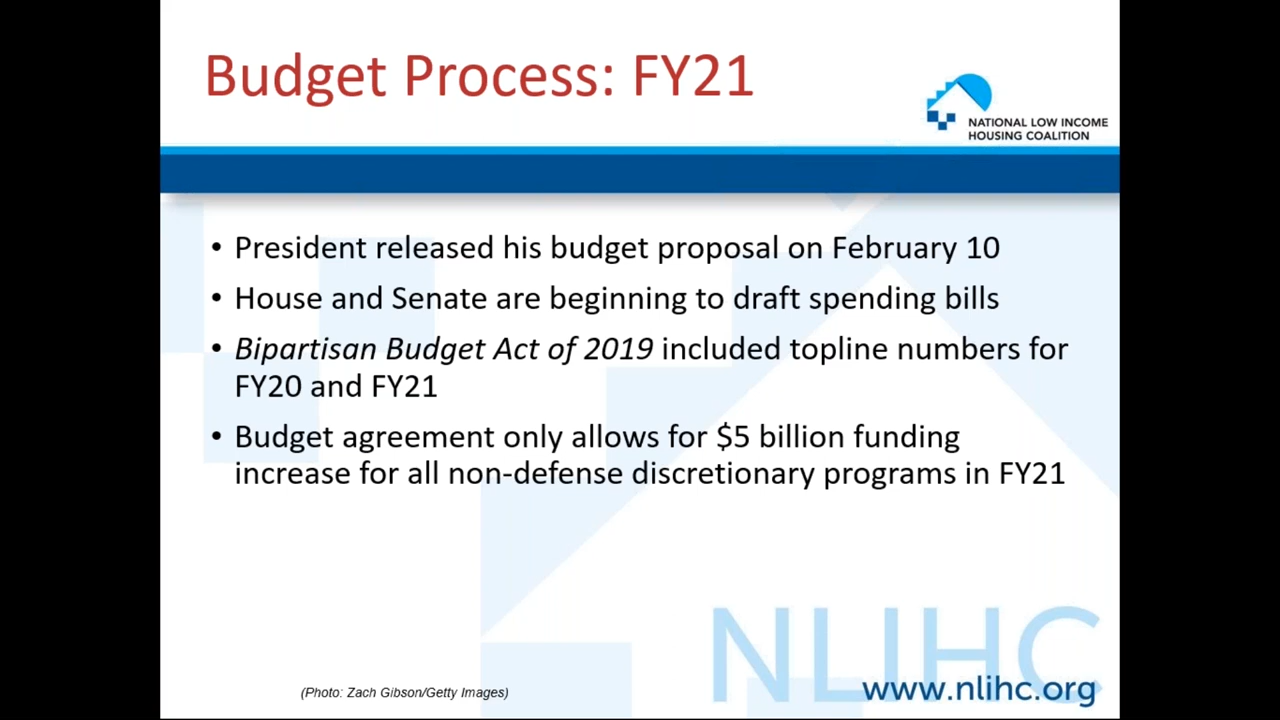 Budget Process: FY21
NATIONAL LOW INCOME
HOUSING COALITION
• President released his budget proposal on February 10
• House and Senate are beginning to draft spending bills
• Bipartisan Budget Act of 2019 included topline numbers for
FY20 and FY21
• Budget agreement only allows for $5 billion funding
increase for all non-defense discretionary programs in FY21
NLIHC
www.nlihc.org
(Photo: Zach Gibson/Getty Images)